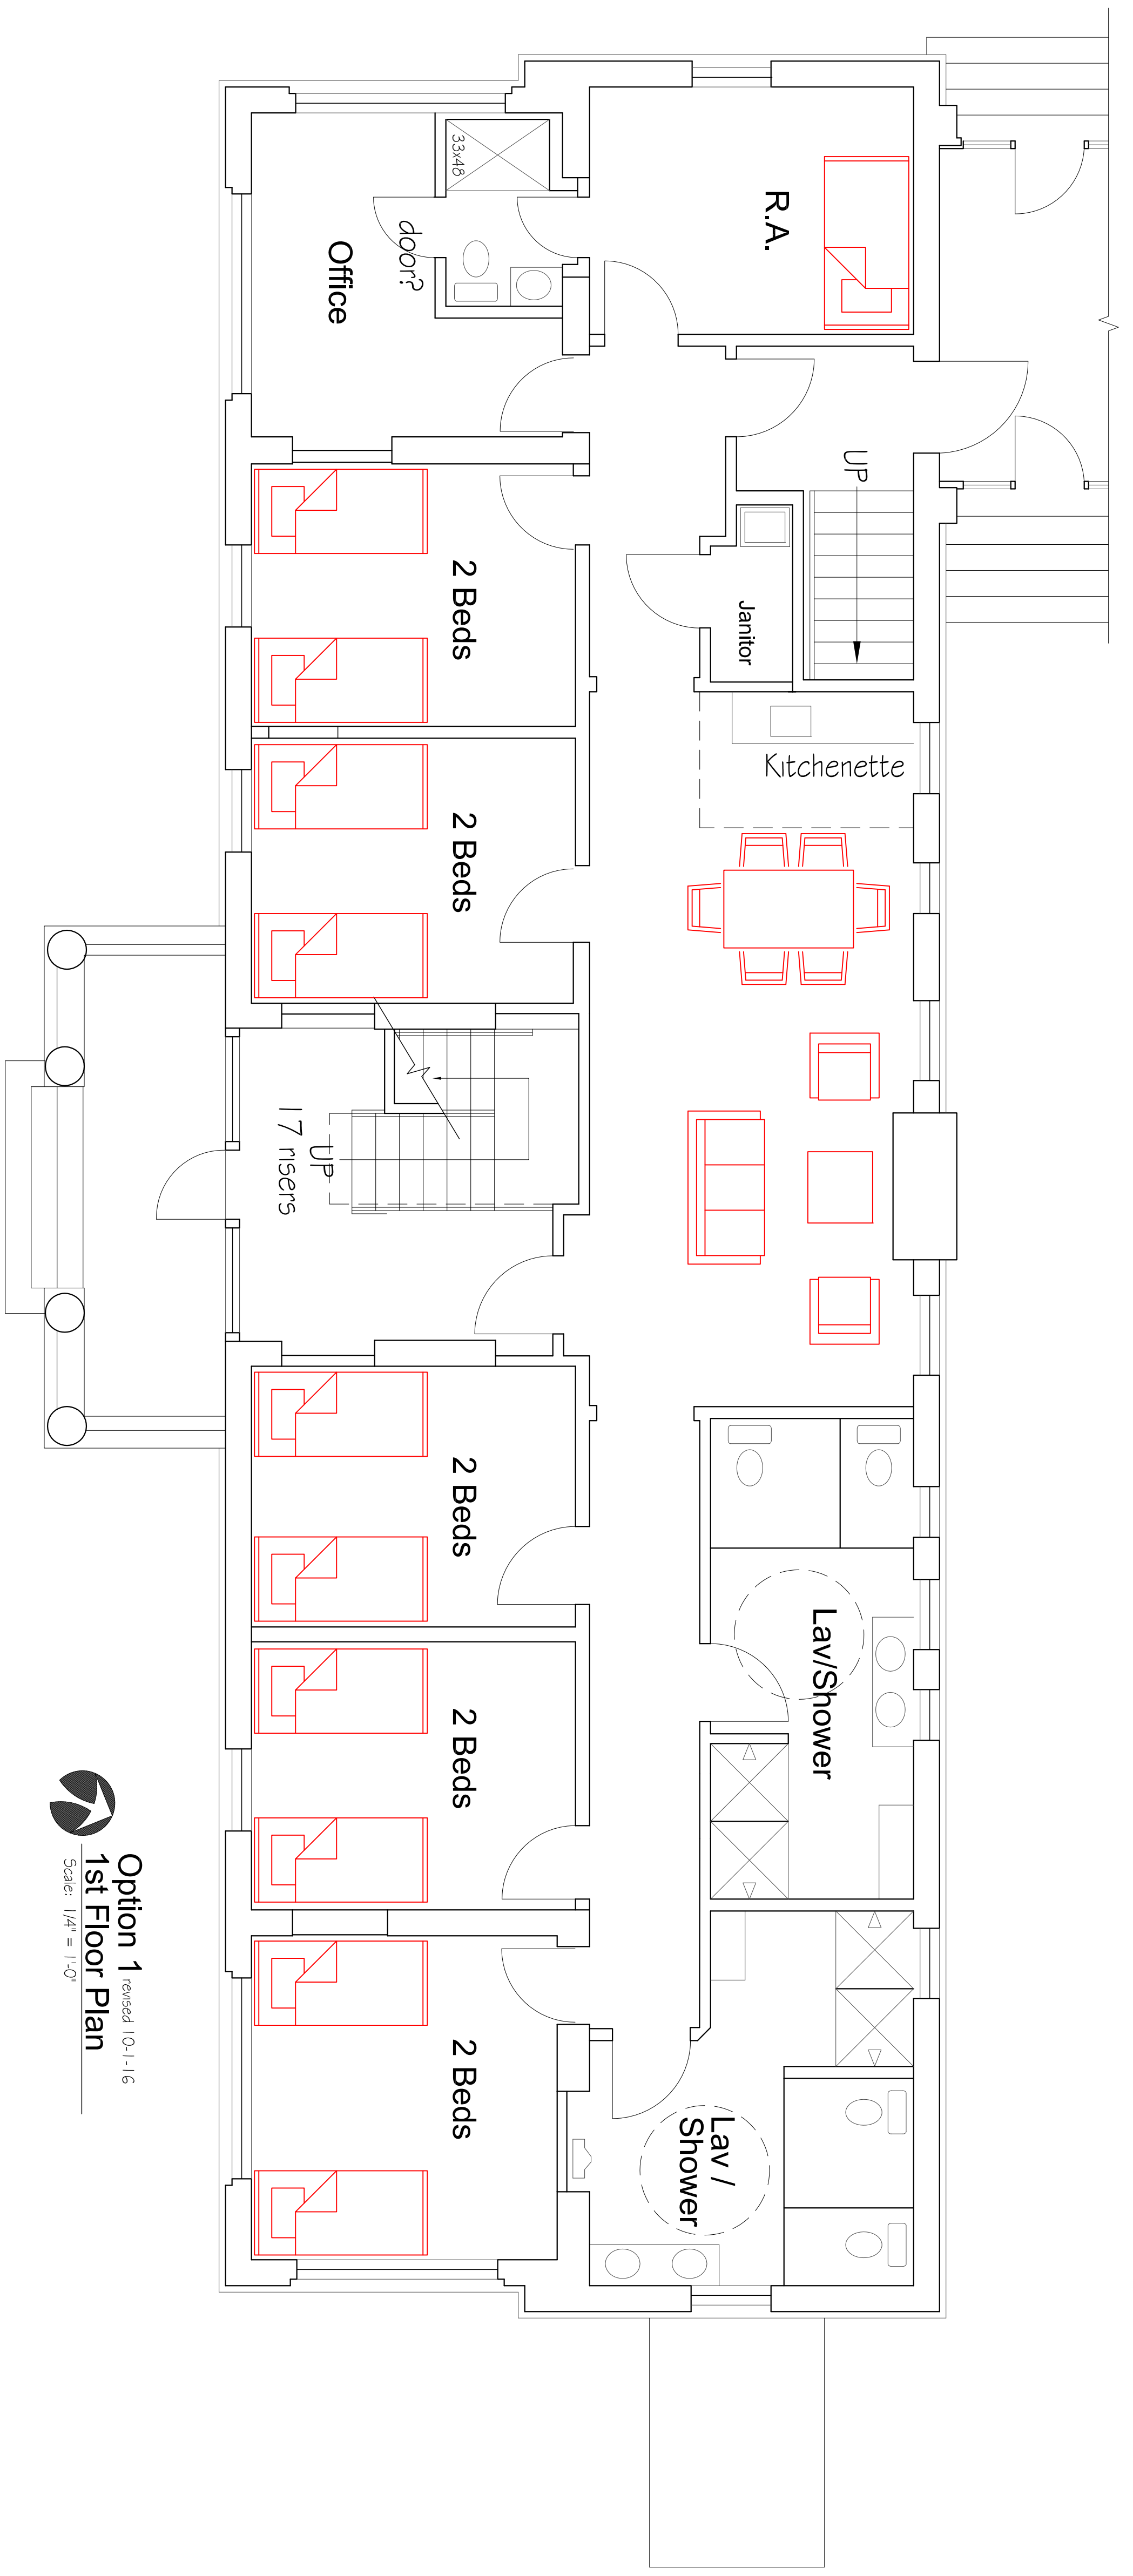 R.A.
33x48
door?
Office
UP
Janitor
Kitchenette
2 Beds
2 Beds
UP
17 risers
2 Beds
2 Beds
2 Beds
Lav/Shower
Lav /
Shower
Option 1 revised 10-1-16
1st Floor Plan
Scale: 1/4" = 1'-0"